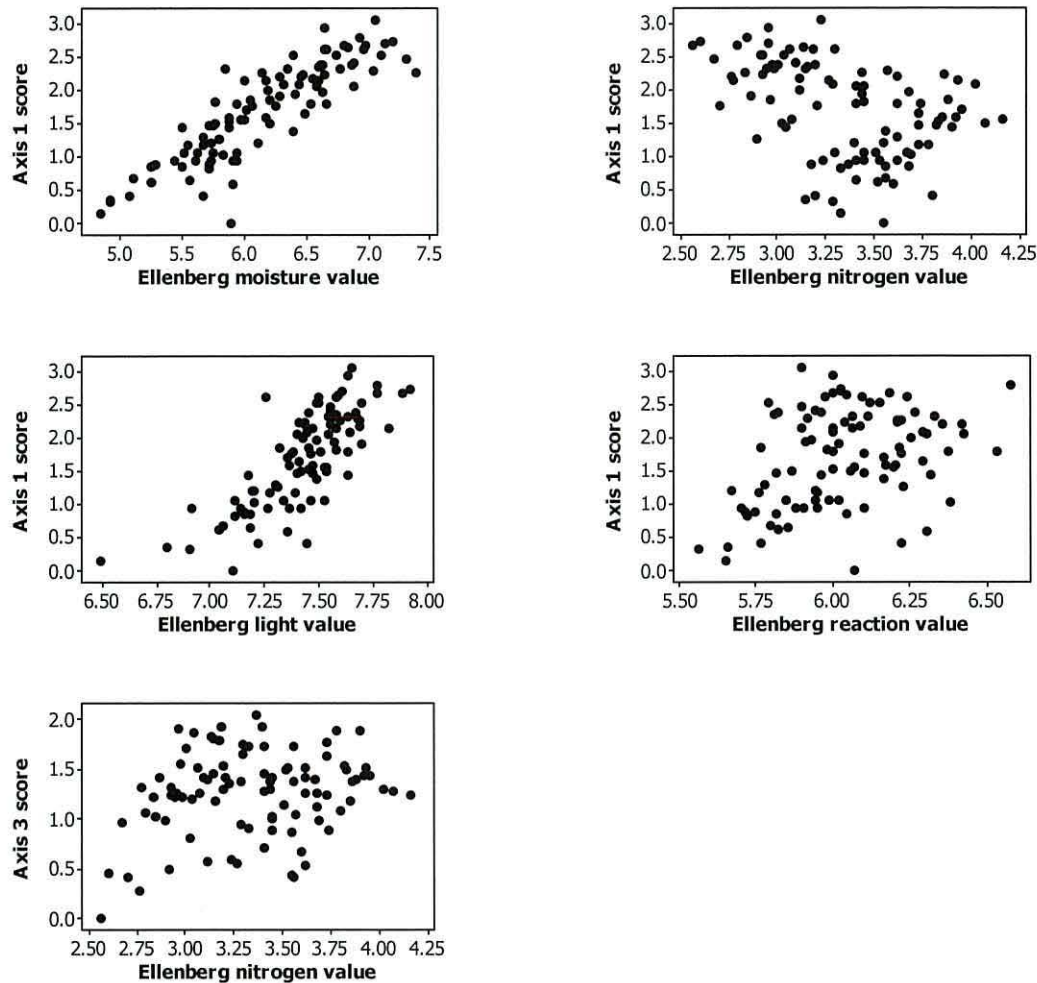 Axis 1 score
3.0
2.5
2.0
1.5
1.0
0.5
0.0
5.0 5.5 6.0 6.5 7.0 7.5
Ellenberg moisture value
Axis 1 score
3.0
2.5
2.0
1.5
1.0
0.5
0.0
2.50 2.75 3.00 3.25 3.50 3.75 4.00 4.25
Ellenberg nitrogen value
Axis 1 score
3.0
2.5
2.0
1.5
1.0
0.5
0.0
6.50 6.75 7.00 7.25 7.50 7.75 8.00
Ellenberg light value
Axis 1 score
3.0
2.5
2.0
1.5
1.0
0.5
0.0
5.50 5.75 6.00 6.25 6.50
Ellenberg reaction value
Axis 3 score
2.0
1.5
1.0
0.5
0.0
2.50 2.75 3.00 3.25 3.50 3.75 4.00 4.25
Ellenberg nitrogen value